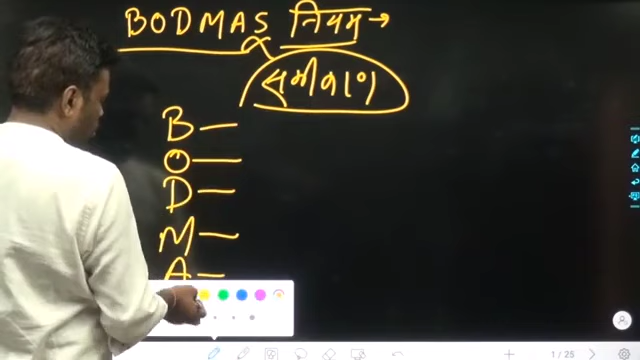 BODMAS नियम →
समीकरण
B —
O —
D —
M —
A —
1 / 25